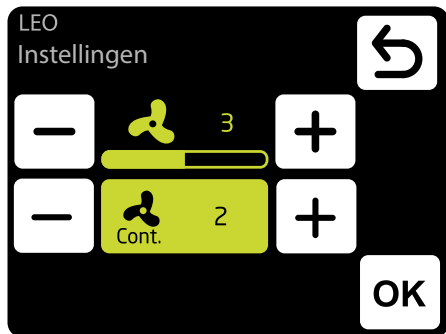 LEO
Instellingen
− 3 +
− Cont. 2 +
OK